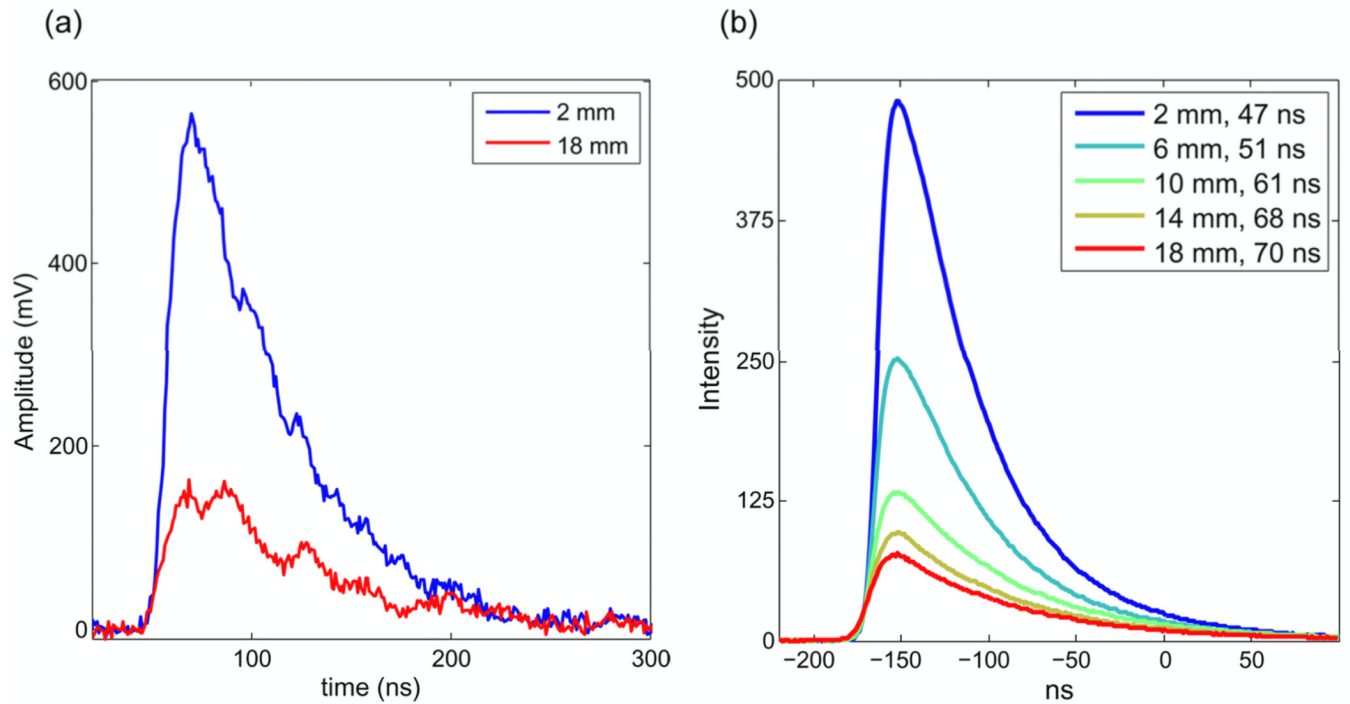 (a)
600
400
200
0
Amplitude (mV)
100
200
300
time (ns)
2 mm
18 mm
(b)
500
375
250
125
0
Intensity
−200
−150
−100
−50
0
50
ns
2 mm, 47 ns
6 mm, 51 ns
10 mm, 61 ns
14 mm, 68 ns
18 mm, 70 ns